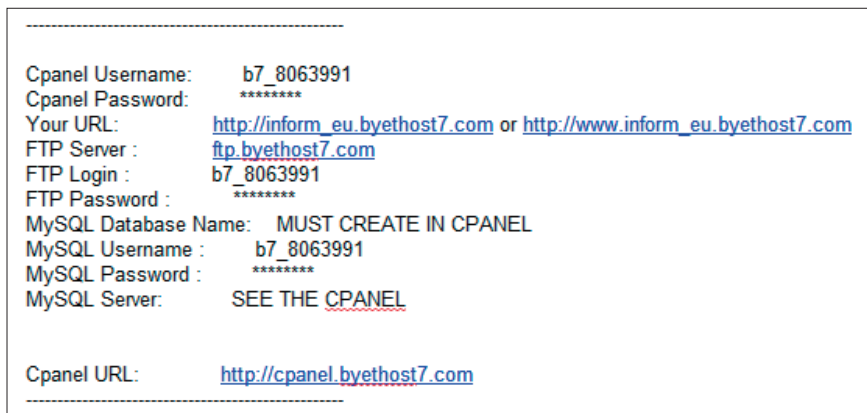 --------------------------------------------------
Cpanel Username: b7_8063991
Cpanel Password: ********
Your URL: http://inform_eu.byethost7.com or http://www.inform_eu.byethost7.com
FTP Server : ftp.byethost7.com
FTP Login : b7_8063991
FTP Password : ********
MySQL Database Name: MUST CREATE IN CPANEL
MySQL Username : b7_8063991
MySQL Password : ********
MySQL Server: SEE THE CPANEL
Cpanel URL: http://cpanel.byethost7.com
--------------------------------------------------